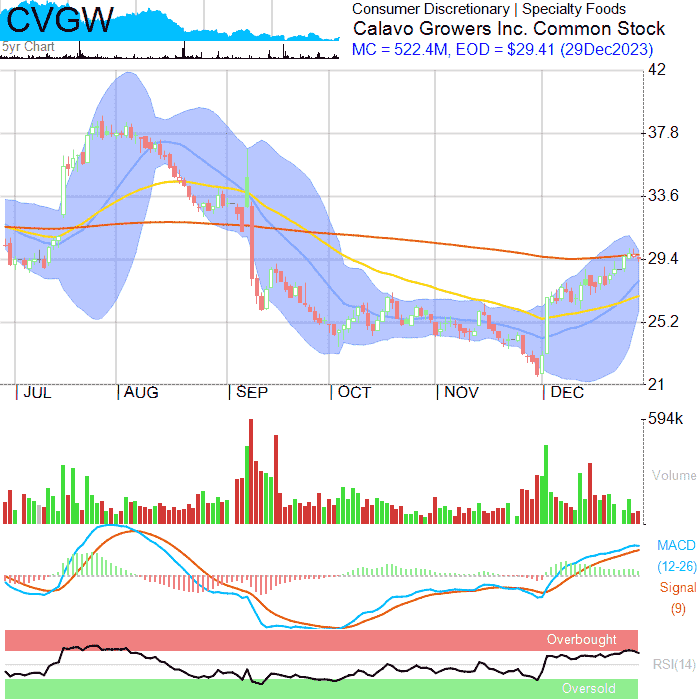 CVGW
5yr Chart
Consumer Discretionary | Specialty Foods
Calavo Growers Inc. Common Stock
MC = 522.4M, EOD = $29.41 (29Dec2023)
42
37.8
33.6
29.4
25.2
21
JUL AUG SEP OCT NOV DEC
594k
Volume
MACD
(12-26)
Signal
(9)
Overbought
RSI(14)
Oversold